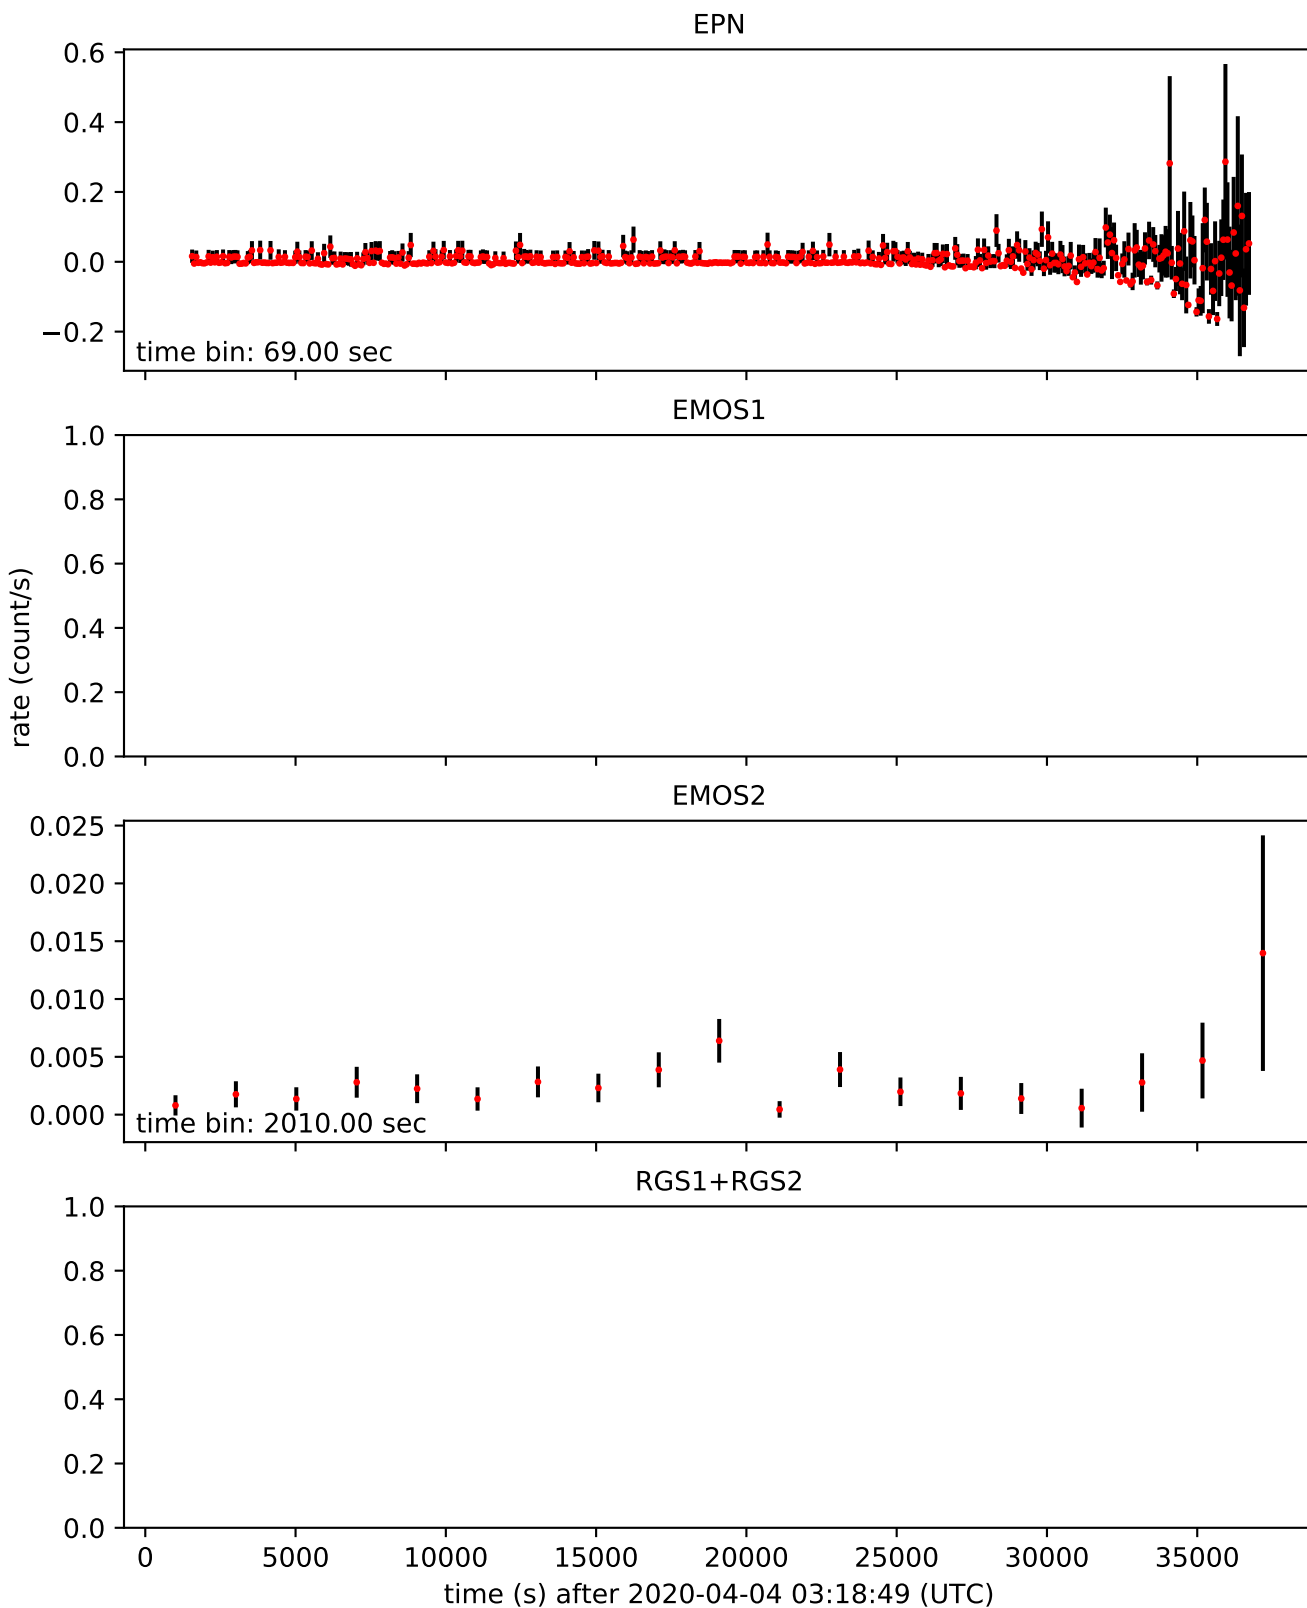 EPN
0.6
0.4
0.2
0.0
−0.2
time bin: 69.00 sec
EMOS1
1.0
0.8
0.6
0.4
0.2
0.0
rate (count/s)
EMOS2
0.025
0.020
0.015
0.010
0.005
0.000
time bin: 2010.00 sec
RGS1+RGS2
1.0
0.8
0.6
0.4
0.2
0.0
0 5000 10000 15000 20000 25000 30000 35000
time (s) after 2020-04-04 03:18:49 (UTC)